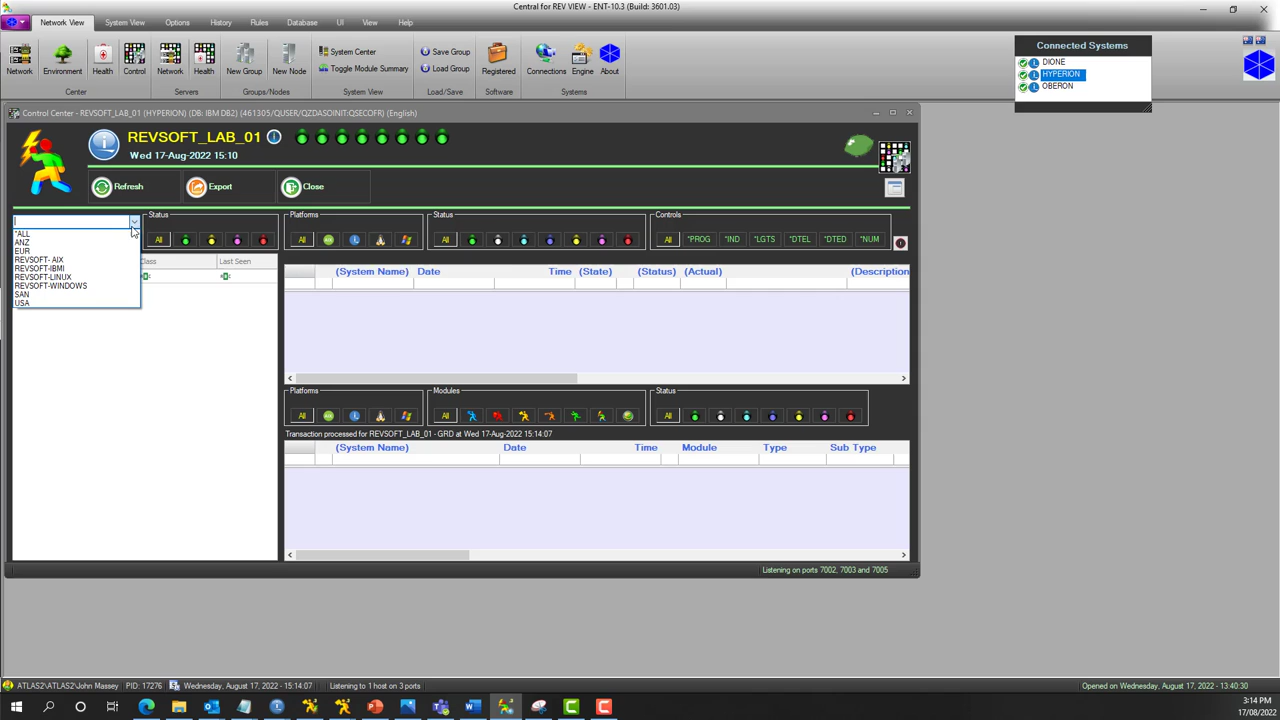 Central for REV VIEW - ENT-10.3 (Build: 3601.03)
Network View System View Options History Rules Database UI View Help
Network Environment Health Control Network Health New Group New Node System Center Toggle Module Summary Save Group Load Group Registered Connections Engine About
Center Servers Groups/Nodes System View Load/Save Software Systems
Connected Systems
DIONE
HYPERION
OBERON
Control Center - REVSOFT_LAB_01 (HYPERION) (DB: IBM DB2) (461305/QUSER/QZDASOINIT:QSECOFR) (English)
REVSOFT_LAB_01
Wed 17-Aug-2022 15:10
Refresh Export Close
Status Platforms Status Controls
All All All All *PROG *IND *LGTS *DTEL *DTED *NUM
*ALL
ANZ
EUR
REVSOFT- AIX
REVSOFT-IBMI
REVSOFT-LINUX
REVSOFT-WINDOWS
SAN
USA
Class Last Seen
(System Name) Date Time (State) (Status) (Actual) (Description
Platforms Modules Status
All All All
Transaction processed for REVSOFT_LAB_01 - GRD at Wed 17-Aug-2022 15:14:07
(System Name) Date Time Module Type Sub Type
Listening on ports 7002, 7003 and 7005
ATLAS2\ATLAS2\John Massey PID: 17276 Wednesday, August 17, 2022 - 15:14:07 Listening to 1 host on 3 ports Opened on Wednesday, August 17, 2022 - 13:40:30
3:14 PM
17/08/2022